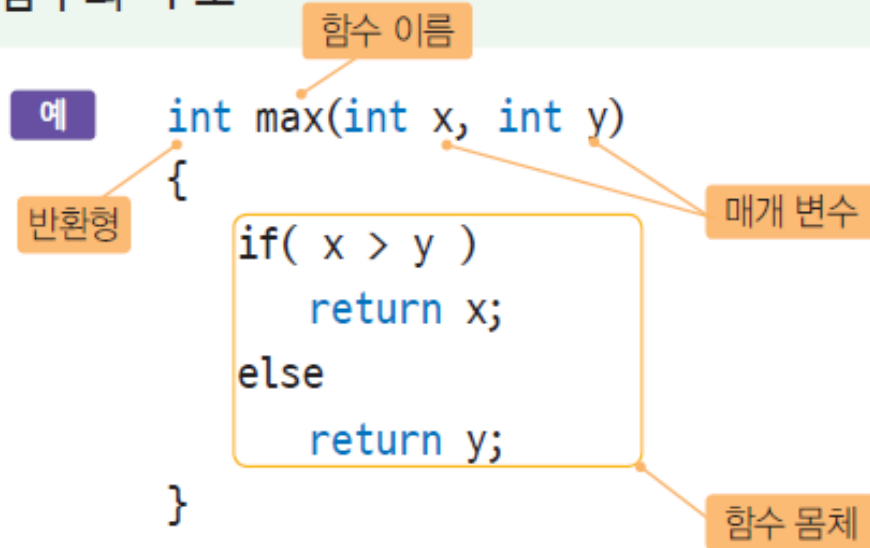 함수 이름
예
int max(int x, int y)
{
반환형
매개 변수
if( x > y )
return x;
else
return y;
}
함수 몸체